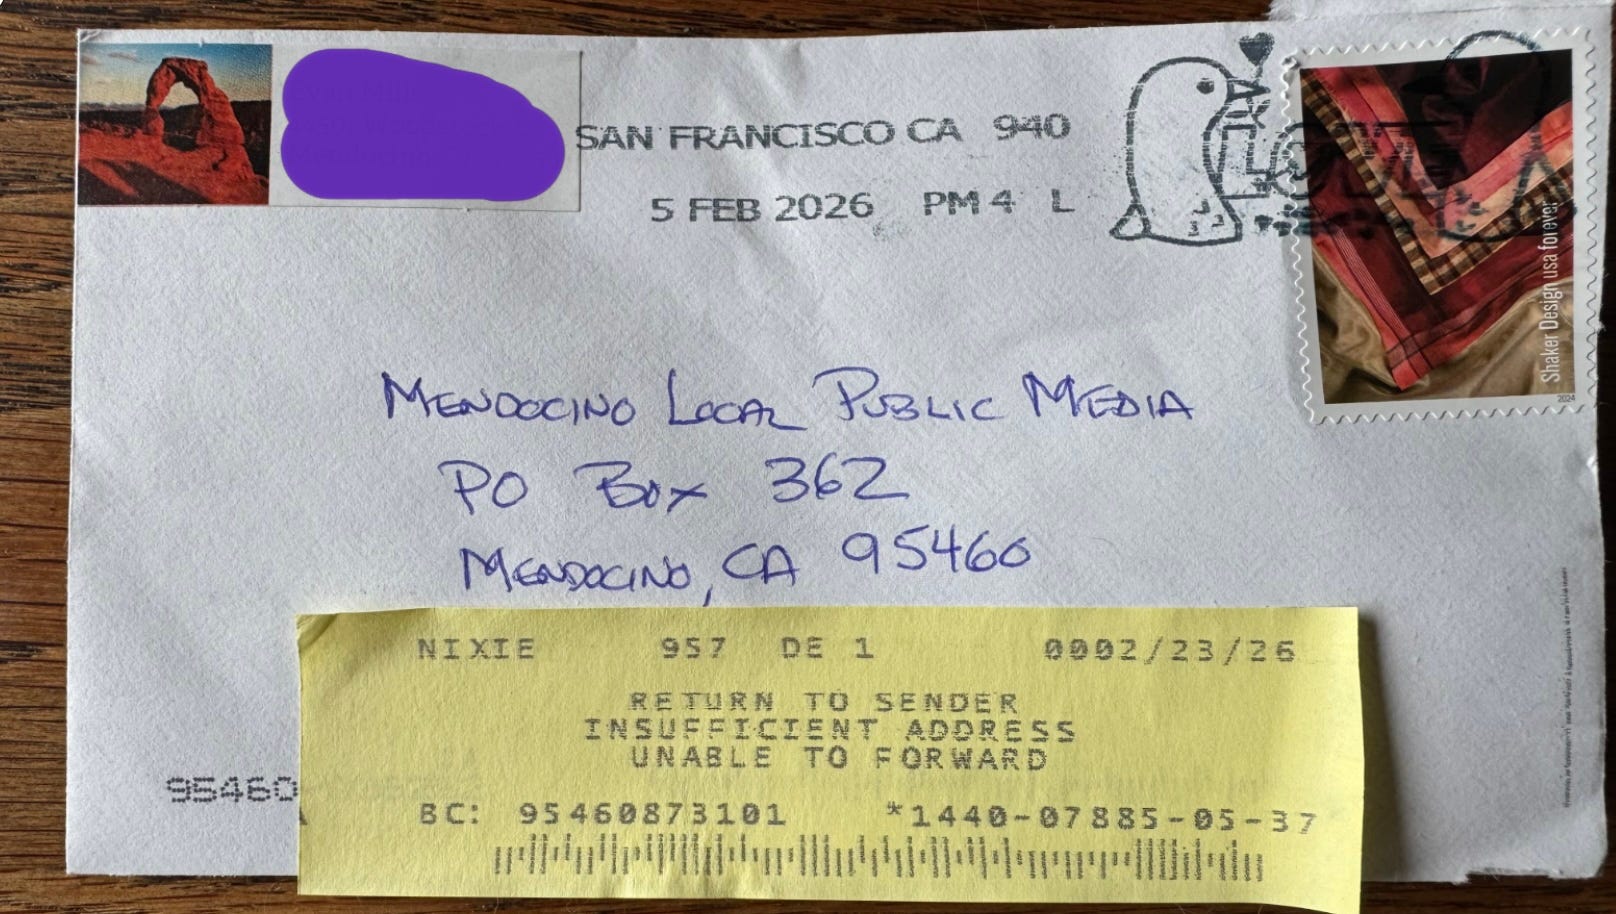 SAN FRANCISCO CA 940
5 FEB 2026 PM 4 L
Shaker Design usa forever
2024
MENDOCINO LOCAL PUBLIC MEDIA
PO BOX 362
MENDOCINO, CA 95460
NIXIE 957 DE 1 0002/23/26
RETURN TO SENDER
INSUFFICIENT ADDRESS
UNABLE TO FORWARD
95460
BC: 95460873101 *1440-07885-05-37